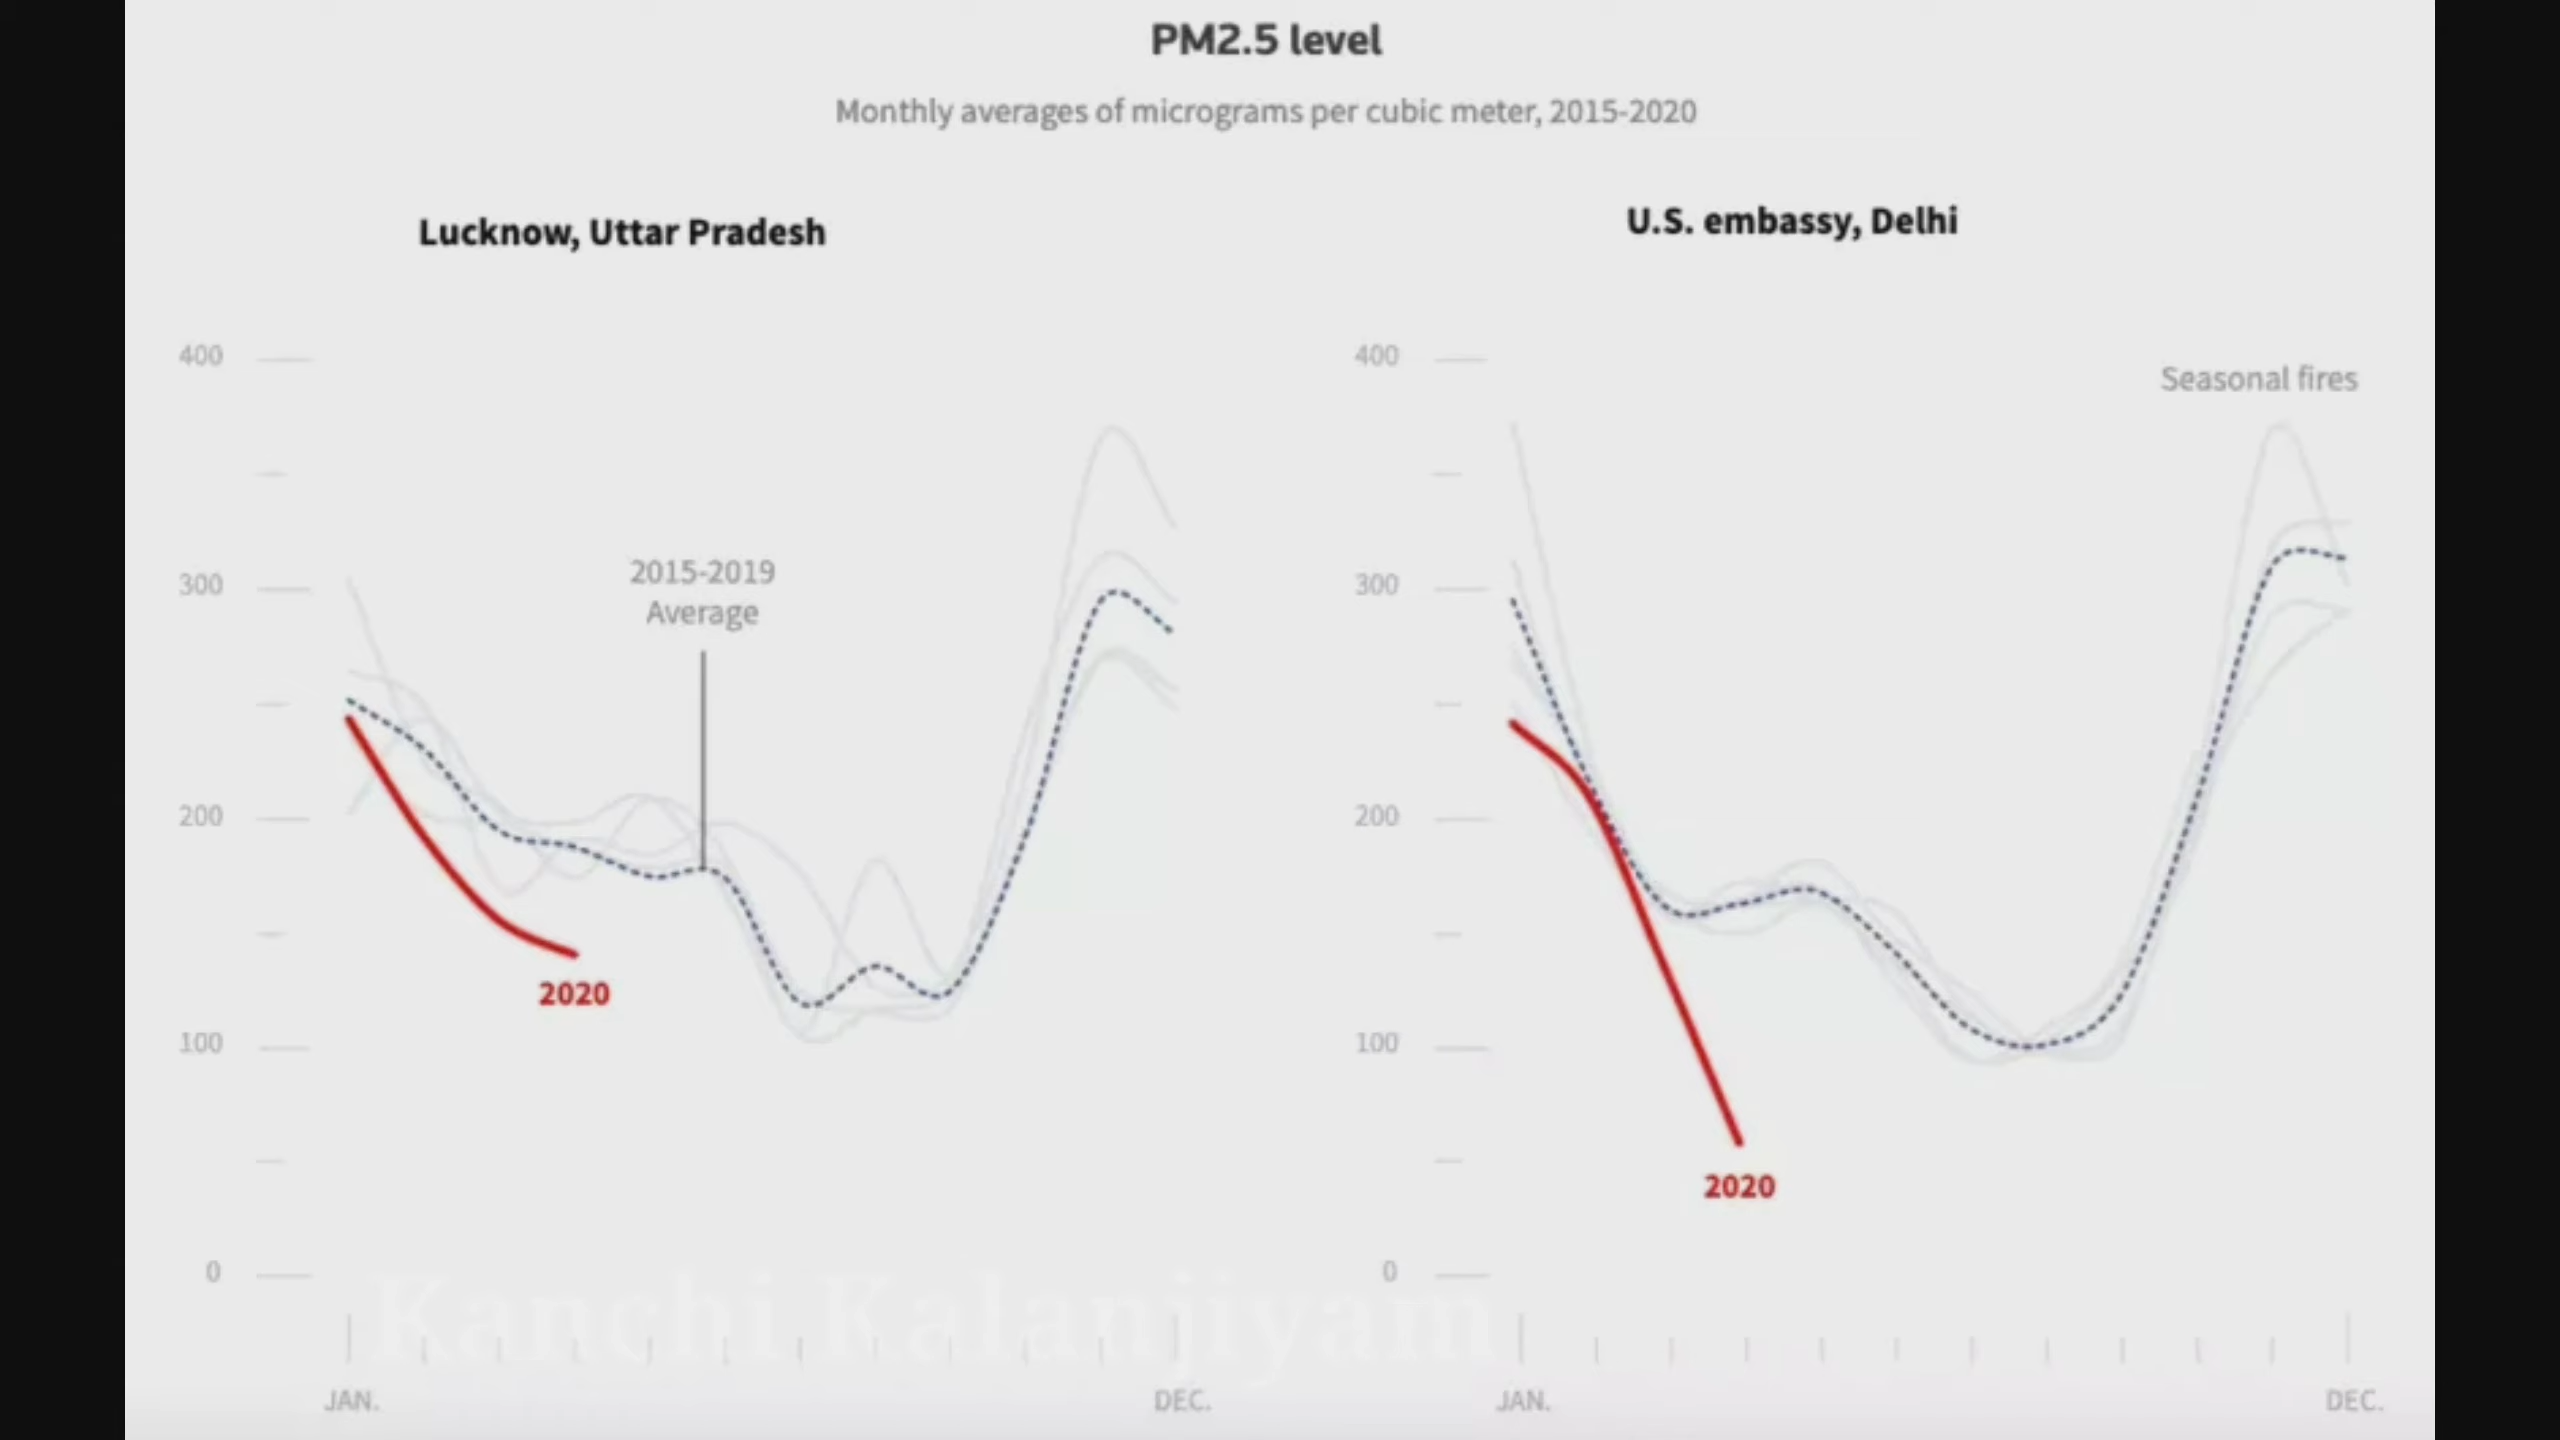 PM2.5 level
Monthly averages of micrograms per cubic meter, 2015-2020
Lucknow, Uttar Pradesh
400
300
200
100
0
2015-2019
Average
2020
JAN.
DEC.
U.S. embassy, Delhi
400
300
200
100
0
Seasonal fires
2020
JAN.
DEC.
Kanchi Kalanjiyam